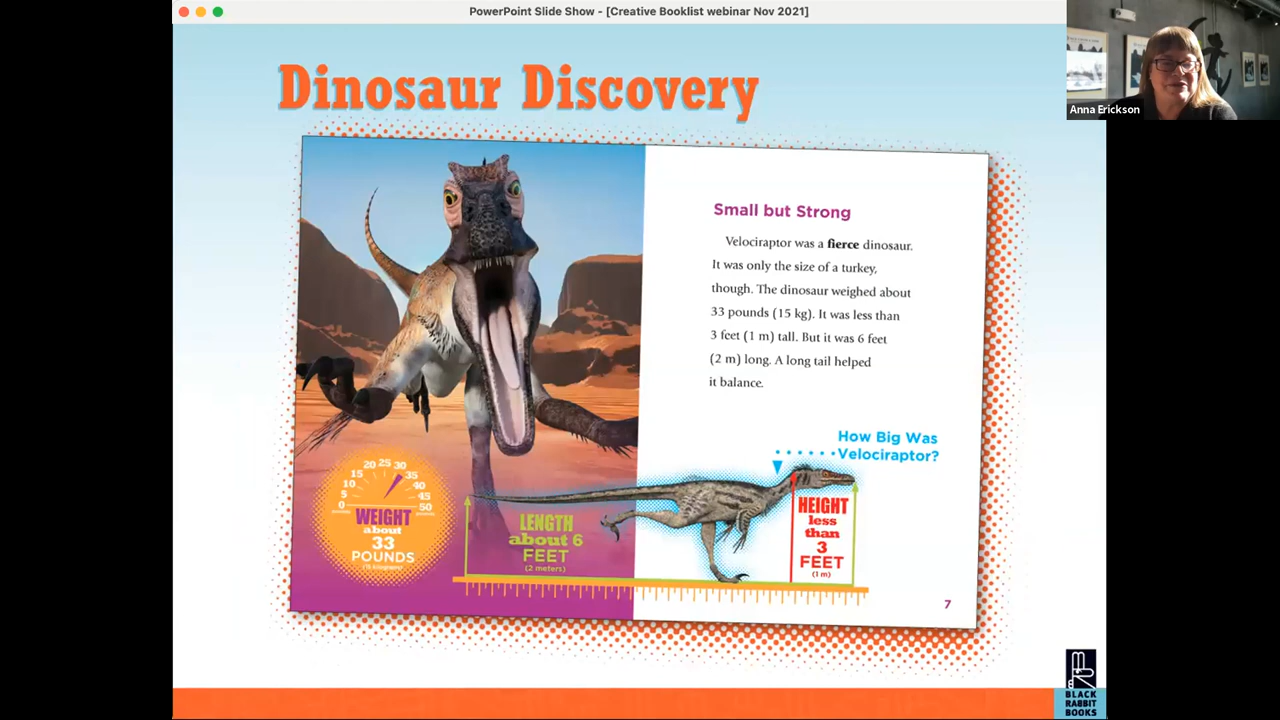 PowerPoint Slide Show - [Creative Booklist webinar Nov 2021]
Anna Erickson
Dinosaur Discovery
Small but Strong
Velociraptor was a fierce dinosaur.
It was only the size of a turkey,
though. The dinosaur weighed about
33 pounds (15 kg). It was less than
3 feet (1 m) tall. But it was 6 feet
(2 m) long. A long tail helped
it balance.
How Big Was
Velociraptor?
0
5
10
15
20
25
30
35
40
45
50
WEIGHT
about
33
POUNDS
(15 kilograms)
LENGTH
about 6
FEET
(2 meters)
HEIGHT
less
than
3
FEET
(1 m)
7
BLACK
RABBIT
BOOKS